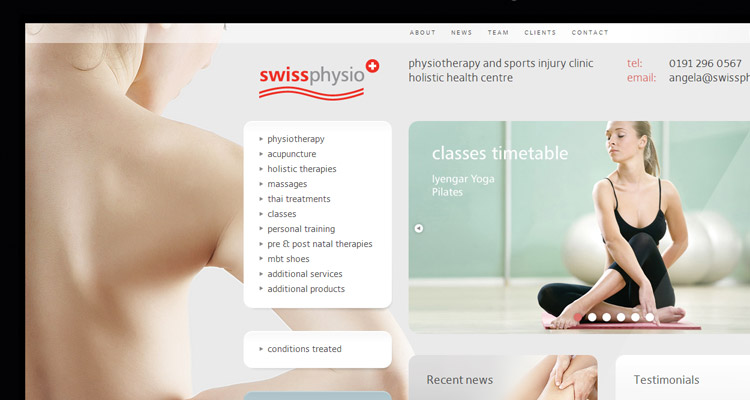 ABOUT NEWS TEAM CLIENTS CONTACT
swissphysio
physiotherapy and sports injury clinic
holistic health centre
tel: 0191 296 0567
email: angela@swissph
physiotherapy
acupuncture
holistic therapies
massages
thai treatments
classes
personal training
pre & post natal therapies
mbt shoes
additional services
additional products
conditions treated
classes timetable
Iyengar Yoga
Pilates
Recent news
Testimonials